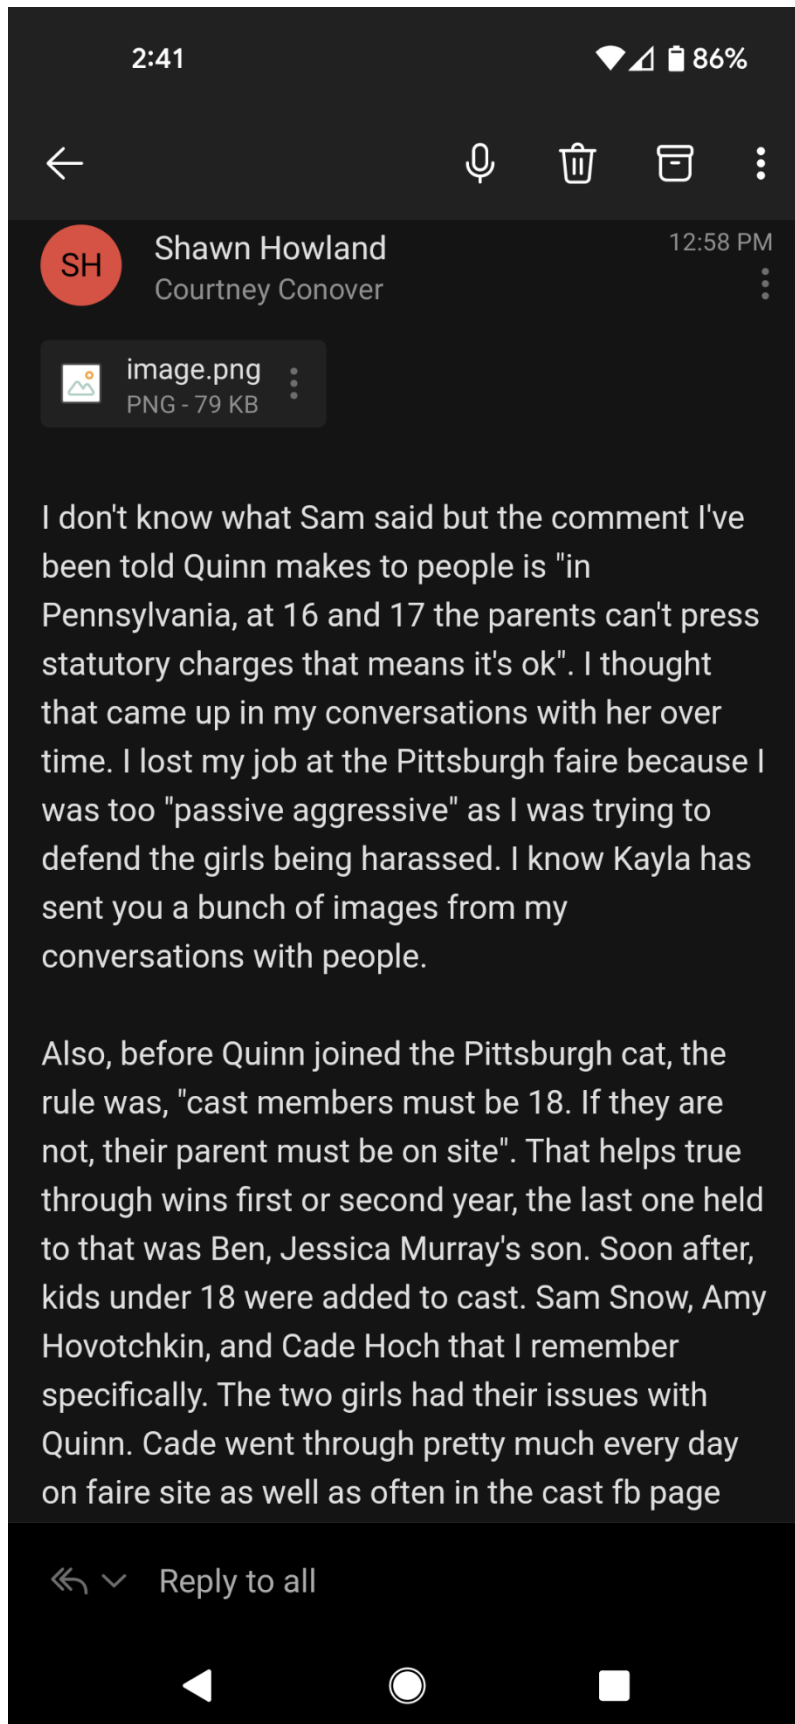 2:41 86%
SH Shawn Howland 12:58 PM
Courtney Conover
image.png
PNG - 79 KB
I don't know what Sam said but the comment I've
been told Quinn makes to people is "in
Pennsylvania, at 16 and 17 the parents can't press
statutory charges that means it's ok". I thought
that came up in my conversations with her over
time. I lost my job at the Pittsburgh faire because I
was too "passive aggressive" as I was trying to
defend the girls being harassed. I know Kayla has
sent you a bunch of images from my
conversations with people.
Also, before Quinn joined the Pittsburgh cat, the
rule was, "cast members must be 18. If they are
not, their parent must be on site". That helps true
through wins first or second year, the last one held
to that was Ben, Jessica Murray's son. Soon after,
kids under 18 were added to cast. Sam Snow, Amy
Hovotchkin, and Cade Hoch that I remember
specifically. The two girls had their issues with
Quinn. Cade went through pretty much every day
on faire site as well as often in the cast fb page
Reply to all